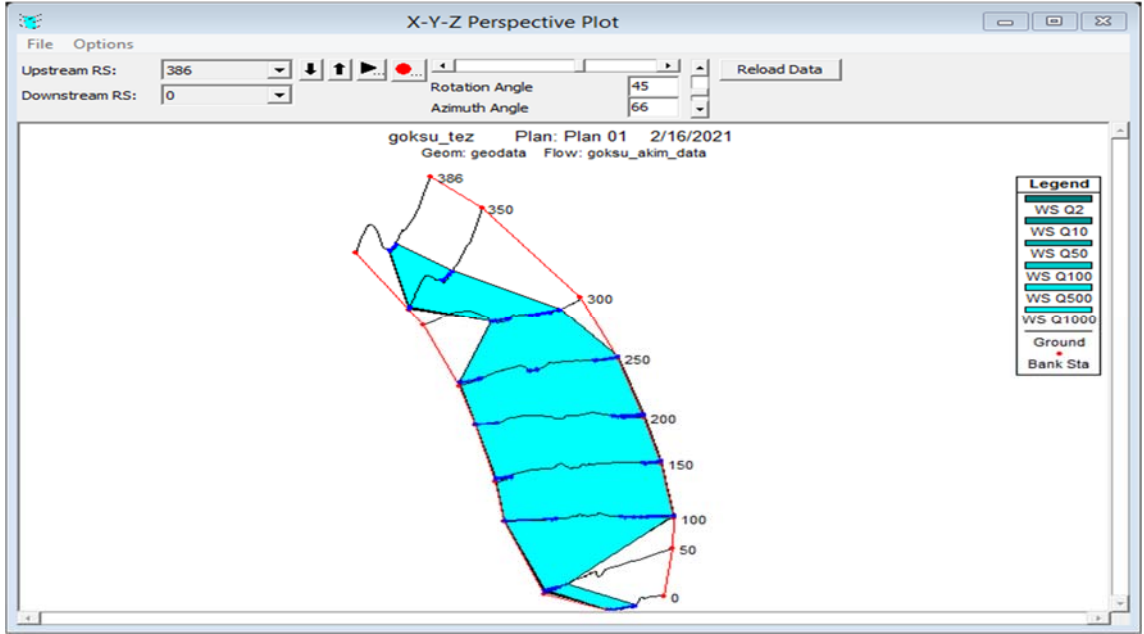 X-Y-Z Perspective Plot
File Options
Upstream RS: 386
Downstream RS: 0
Rotation Angle 45
Azimuth Angle 66
Reload Data
goksu_tez Plan: Plan 01 2/16/2021
Geom: geodata Flow: goksu_akim_data
386
350
300
250
200
150
100
50
0
Legend
WS Q2
WS Q10
WS Q50
WS Q100
WS Q500
WS Q1000
Ground
Bank Sta